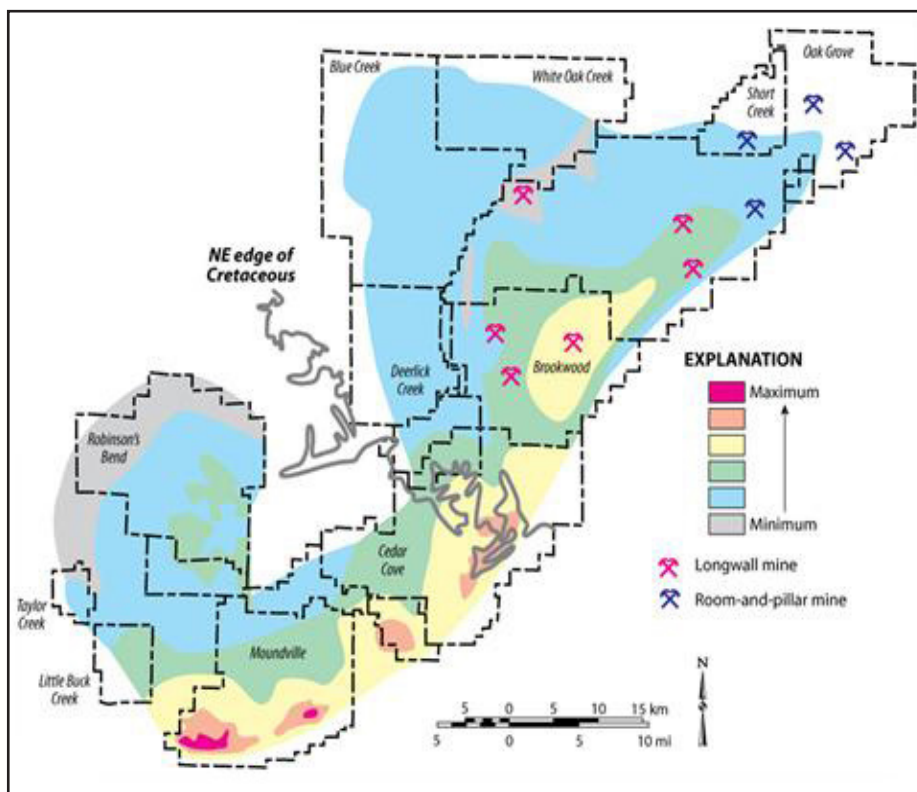 Oak Grove
Blue Creek
White Oak Creek
Short
Creek
NE edge of
Cretaceous
Deerlick
Creek
Brookwood
EXPLANATION
Maximum
Minimum
Robinson's
Bend
Cedar
Cove
Longwall mine
Room-and-pillar mine
Taylor
Creek
Moundville
Little Buck
Creek
N
5 0 5 10 15 km
5 0 5 10 mi